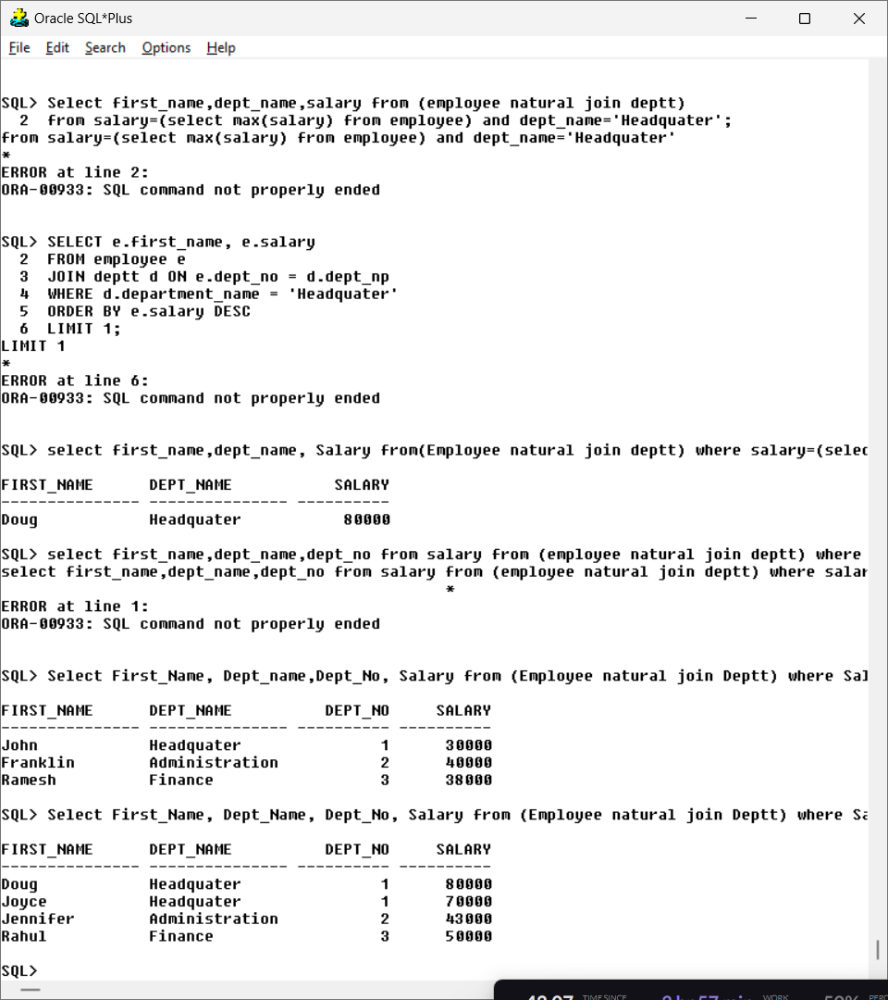 Oracle SQL*Plus
File Edit Search Options Help
SQL> Select first_name,dept_name,salary from (employee natural join deptt)
2 from salary=(select max(salary) from employee) and dept_name='Headquater';
from salary=(select max(salary) from employee) and dept_name='Headquater'
*
ERROR at line 2:
ORA-00933: SQL command not properly ended
SQL> SELECT e.first_name, e.salary
2 FROM employee e
3 JOIN deptt d ON e.dept_no = d.dept_np
4 WHERE d.department_name = 'Headquater'
5 ORDER BY e.salary DESC
6 LIMIT 1;
LIMIT 1
*
ERROR at line 6:
ORA-00933: SQL command not properly ended
SQL> select first_name,dept_name, Salary from(Employee natural join deptt) where salary=(selec
FIRST_NAME DEPT_NAME SALARY
--------------- --------------- ----------
Doug Headquater 80000
SQL> select first_name,dept_name,dept_no from salary from (employee natural join deptt) where
select first_name,dept_name,dept_no from salary from (employee natural join deptt) where salar
*
ERROR at line 1:
ORA-00933: SQL command not properly ended
SQL> Select First_Name, Dept_name,Dept_No, Salary from (Employee natural join Deptt) where Sal
FIRST_NAME DEPT_NAME DEPT_NO SALARY
--------------- --------------- ---------- ----------
John Headquater 1 30000
Franklin Administration 2 40000
Ramesh Finance 3 38000
SQL> Select First_Name, Dept_Name, Dept_No, Salary from (Employee natural join Deptt) where Sa
FIRST_NAME DEPT_NAME DEPT_NO SALARY
--------------- --------------- ---------- ----------
Doug Headquater 1 80000
Joyce Headquater 1 70000
Jennifer Administration 2 43000
Rahul Finance 3 50000
SQL>
TIME SINCE WORK